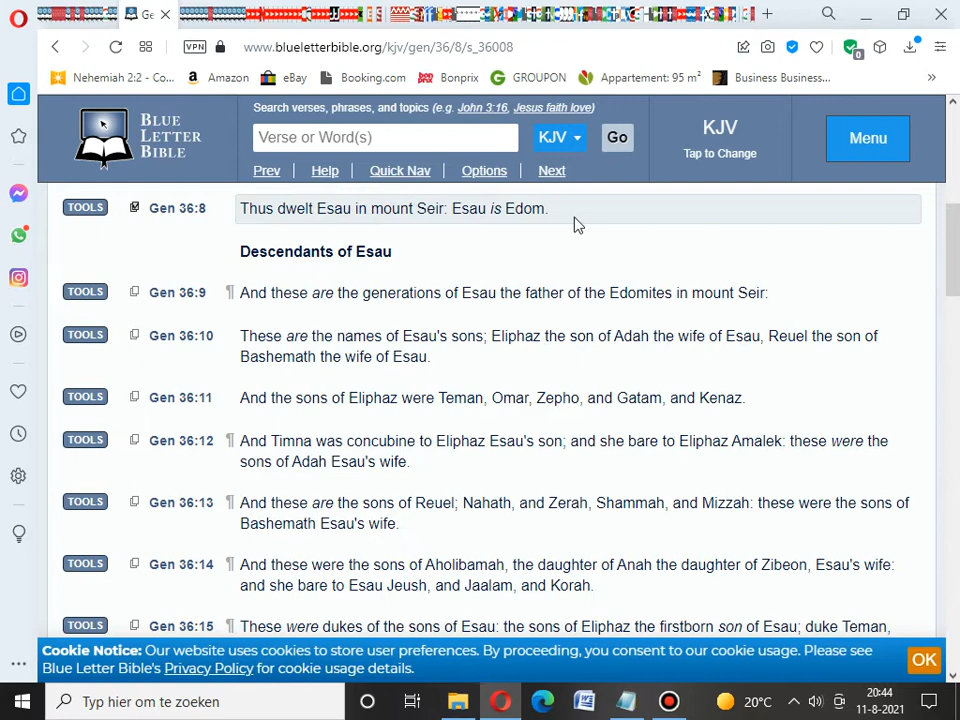 Ge
VPN
www.blueletterbible.org/kjv/gen/36/8/s_36008
0
Nehemiah 2:2 - Co...
Amazon
eBay
Booking.com
Bonprix
GROUPON
Appartement: 95 m²
Business Business...
»
BLUE
LETTER
BIBLE
Search verses, phrases, and topics (e.g. John 3:16, Jesus faith love)
Verse or Word(s)
KJV
Go
Prev | Help | Quick Nav | Options | Next
KJV
Tap to Change
Menu
TOOLS Gen 36:8 Thus dwelt Esau in mount Seir: Esau is Edom.
Descendants of Esau
TOOLS Gen 36:9 ¶ And these are the generations of Esau the father of the Edomites in mount Seir:
TOOLS Gen 36:10 These are the names of Esau's sons; Eliphaz the son of Adah the wife of Esau, Reuel the son of
Bashemath the wife of Esau.
TOOLS Gen 36:11 And the sons of Eliphaz were Teman, Omar, Zepho, and Gatam, and Kenaz.
TOOLS Gen 36:12 ¶ And Timna was concubine to Eliphaz Esau's son; and she bare to Eliphaz Amalek: these were the
sons of Adah Esau's wife.
TOOLS Gen 36:13 ¶ And these are the sons of Reuel; Nahath, and Zerah, Shammah, and Mizzah: these were the sons of
Bashemath Esau's wife.
TOOLS Gen 36:14 ¶ And these were the sons of Aholibamah, the daughter of Anah the daughter of Zibeon, Esau's wife:
and she bare to Esau Jeush, and Jaalam, and Korah.
TOOLS Gen 36:15 ¶ These were dukes of the sons of Esau: the sons of Eliphaz the firstborn son of Esau; duke Teman,
Cookie Notice: Our website uses cookies to store user preferences. By proceeding, you consent to our cookie usage. Please see
Blue Letter Bible's Privacy Policy for cookie usage details.
OK
Typ hier om te zoeken
20°C
20:44
11-8-2021